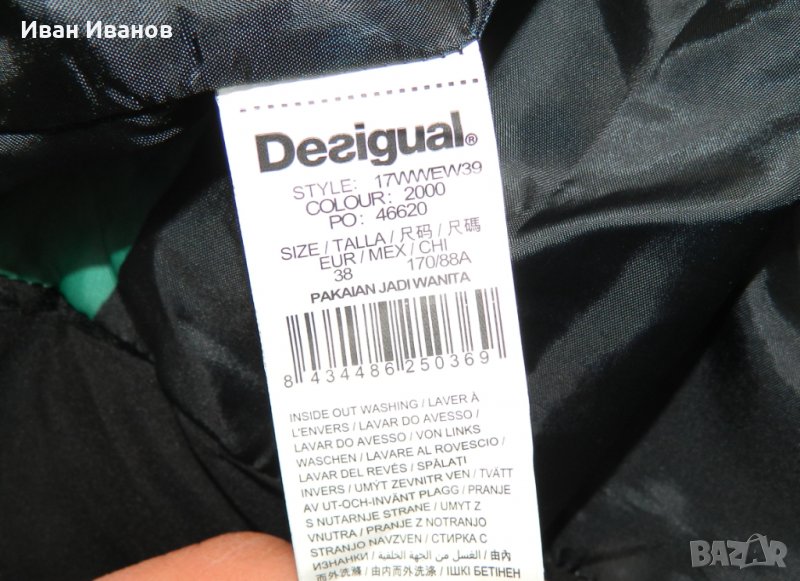 Иван Иванов
Desigual®
STYLE: 17WWEW39
COLOUR: 2000
PO: 46620
SIZE / TALLA / 尺码 / 尺碼
EUR / MEX / CHI
38 170/88A
PAKAIAN JADI WANITA
8 434486 250369
INSIDE OUT WASHING / LAVER À
L'ENVERS / LAVAR DO AVESSO /
LAVAR DO AVESSO / VON LINKS
WASCHEN / LAVARE AL ROVESCIO /
LAVAR DEL REVÉS / SPĂLAȚI
INVERS / UMÝT ZEVNITR VEN / TVÄTT
AV UT-OCH-INVÄNT PLAGG / PRANJE
S NUTARNJE STRANE / UMYT Z
VNUTRA / PRANJE Z NOTRANJO
STRANJO NAVZVEN / СТИРКА С
ИЗНАНКИ / الغسل من الجهة الخلفية / 由內
而外洗滌 / 由内而外洗涤 / ІШКІ БЕТІНЕН
BAZAR